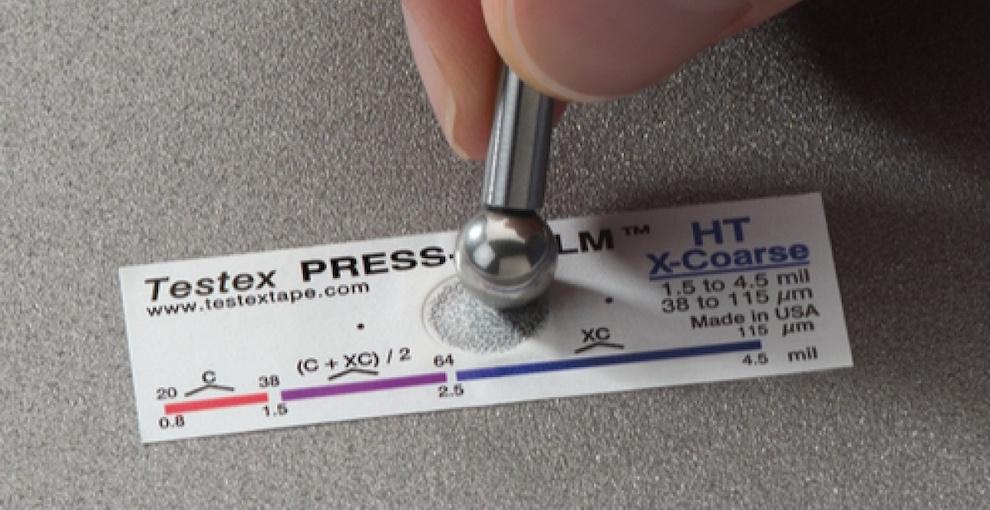 Testex PRESS- LM™
www.testextape.com
HT
X-Coarse
1.5 to 4.5 mil
38 to 115 µm
Made in USA
115 µm
XC
(C + XC) / 2
64
C
20
38
0.8
1.5
2.5
4.5 mil